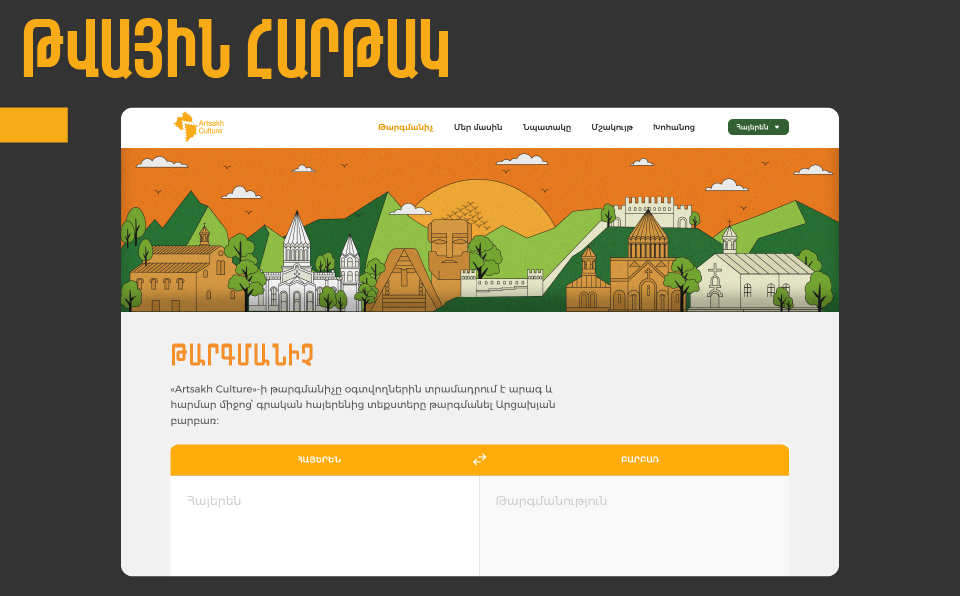 ԹՎԱՅԻՆ ՀԱՐԹԱԿ
Artsakh
Culture
Թարգմանիչ Մեր մասին Նպատակը Մշակույթ Խոհանոց Հայերեն
ԹԱՐԳՄԱՆԻՉ
«Artsakh Culture»-ի թարգմանիչը օգտվողներին տրամադրում է արագ և
հարմար միջոց՝ գրական հայերենից տեքստերը թարգմանել Արցախյան
բարբառ:
ՀԱՅԵՐԵՆ ԲԱՐԲԱՌ
Հայերեն Թարգմանություն